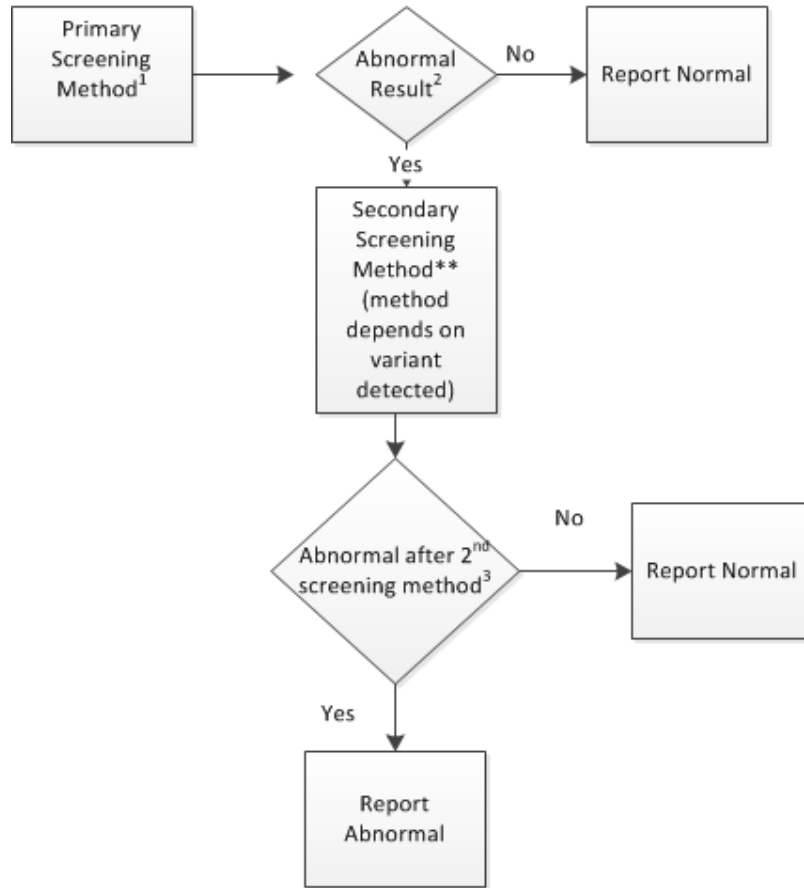 Primary
Screening
Method1
Abnormal
Result2
No
Report Normal
Yes
Secondary
Screening
Method**
(method
depends on
variant
detected)
Abnormal after 2nd
screening method3
No
Report Normal
Yes
Report
Abnormal